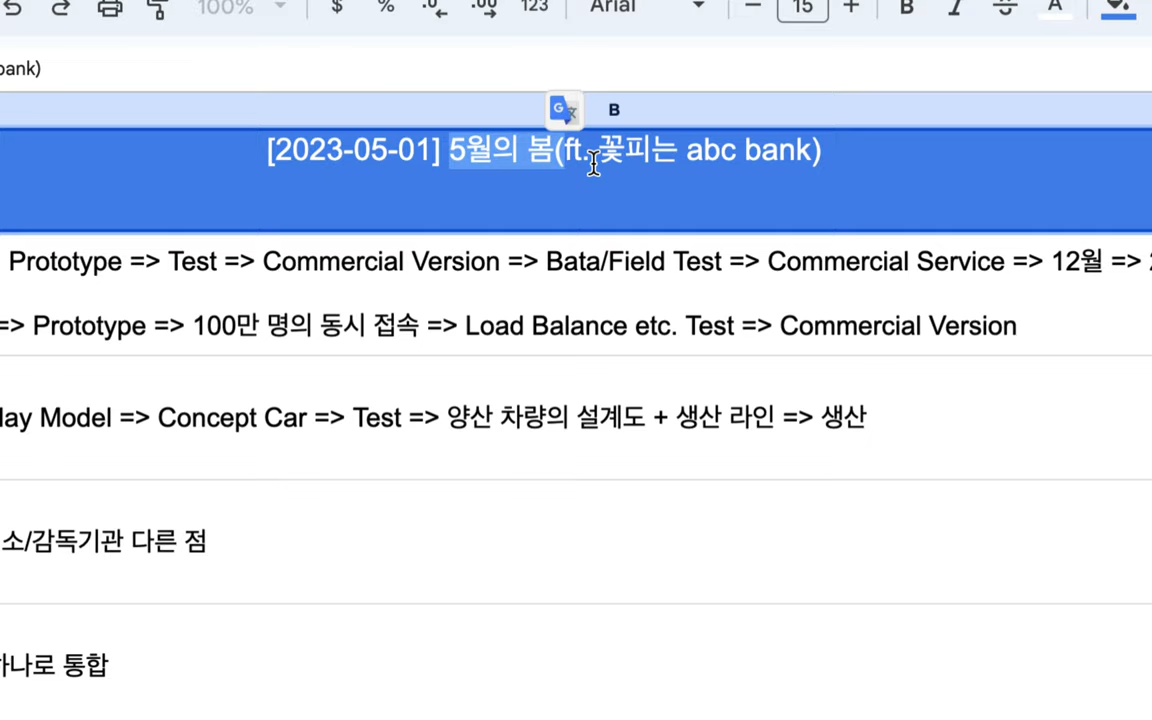 100%
$ % .0 .00 123 Arial 15 B I A
bank)
B
[2023-05-01] 5월의 봄(ft. 꽃피는 abc bank)
Prototype => Test => Commercial Version => Bata/Field Test => Commercial Service => 12월 =>
=> Prototype => 100만 명의 동시 접속 => Load Balance etc. Test => Commercial Version
lay Model => Concept Car => Test => 양산 차량의 설계도 + 생산 라인 => 생산
소/감독기관 다른 점
하나로 통합